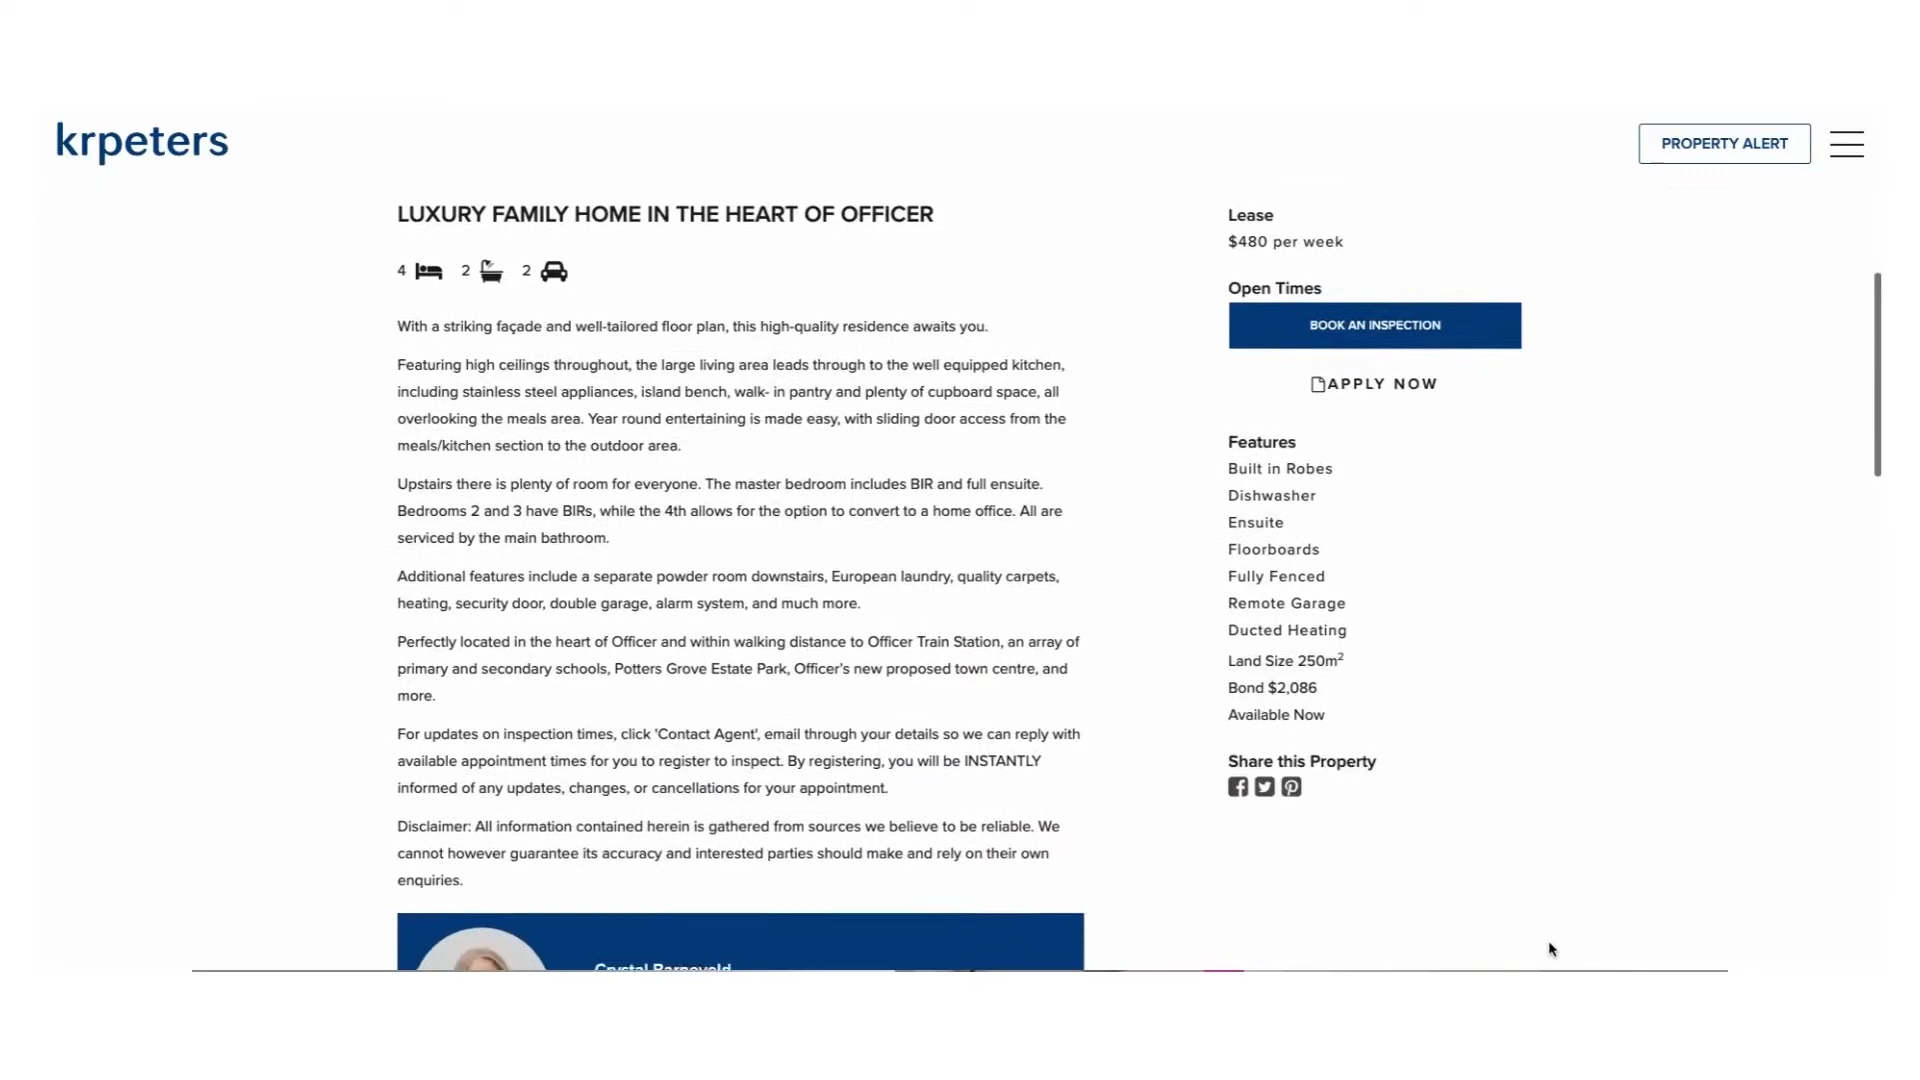 krpeters
PROPERTY ALERT
LUXURY FAMILY HOME IN THE HEART OF OFFICER
4 2 2
With a striking façade and well-tailored floor plan, this high-quality residence awaits you.
Featuring high ceilings throughout, the large living area leads through to the well equipped kitchen,
including stainless steel appliances, island bench, walk- in pantry and plenty of cupboard space, all
overlooking the meals area. Year round entertaining is made easy, with sliding door access from the
meals/kitchen section to the outdoor area.
Upstairs there is plenty of room for everyone. The master bedroom includes BIR and full ensuite.
Bedrooms 2 and 3 have BIRs, while the 4th allows for the option to convert to a home office. All are
serviced by the main bathroom.
Additional features include a separate powder room downstairs, European laundry, quality carpets,
heating, security door, double garage, alarm system, and much more.
Perfectly located in the heart of Officer and within walking distance to Officer Train Station, an array of
primary and secondary schools, Potters Grove Estate Park, Officer's new proposed town centre, and
more.
For updates on inspection times, click 'Contact Agent', email through your details so we can reply with
available appointment times for you to register to inspect. By registering, you will be INSTANTLY
informed of any updates, changes, or cancellations for your appointment.
Disclaimer: All information contained herein is gathered from sources we believe to be reliable. We
cannot however guarantee its accuracy and interested parties should make and rely on their own
enquiries.
Crystal Barneveld
Lease
$480 per week
Open Times
BOOK AN INSPECTION
APPLY NOW
Features
Built in Robes
Dishwasher
Ensuite
Floorboards
Fully Fenced
Remote Garage
Ducted Heating
Land Size 250m²
Bond $2,086
Available Now
Share this Property